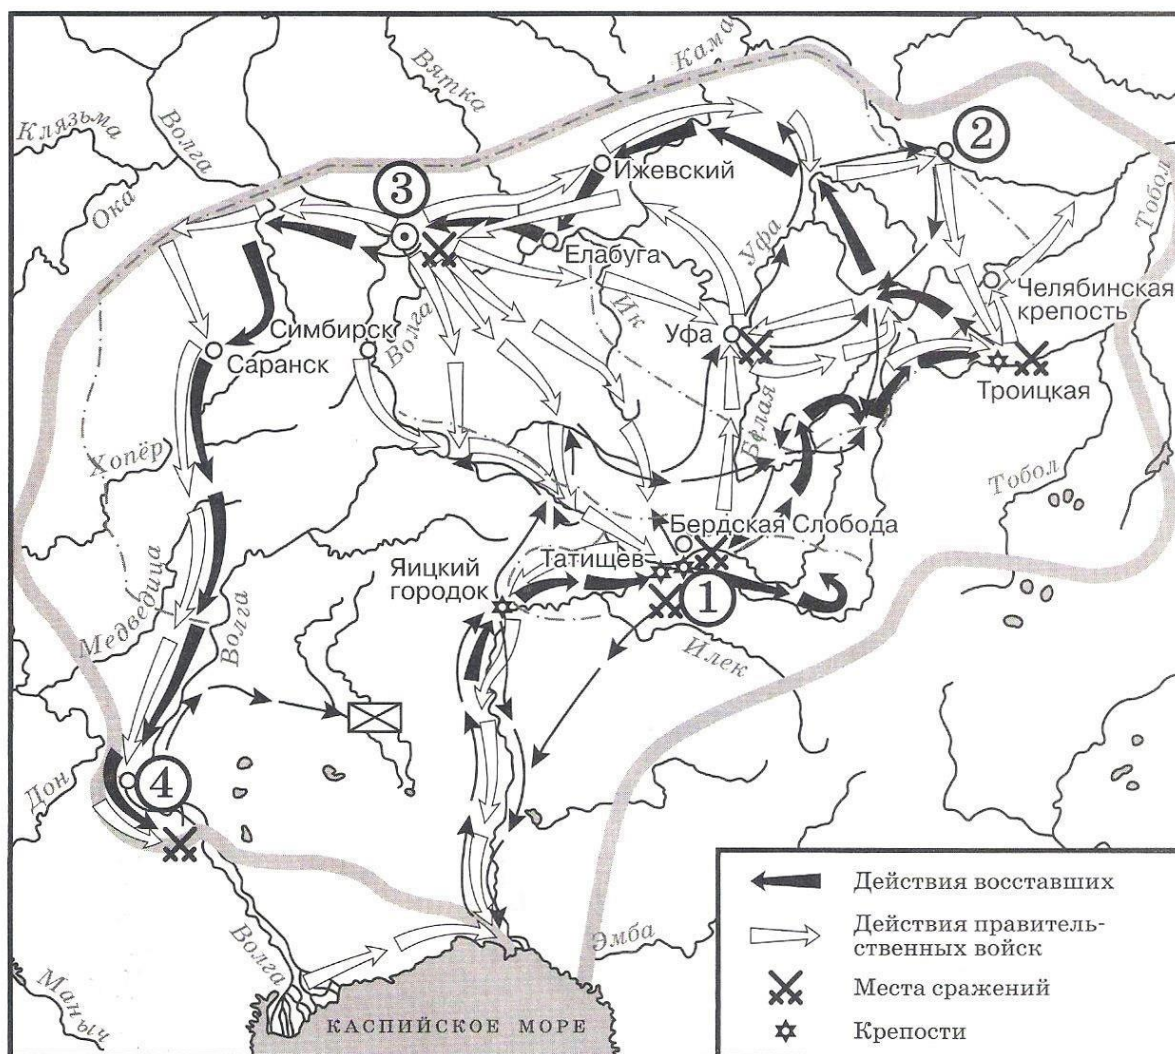 Кама
Вятка
Клязьма
Волга
2
Тобол
Ока
3
Ижевский
Елабуга
Уфа
Ик
Челябинская
крепость
Симбирск
Волга
Уфа
Саранск
Троицкая
Белая
Хопёр
Тобол
Бердская Слобода
Татищев
Яицкий
городок
1
Медведица
Волга
Илек
Дон
4
Волга
Эмба
Маныч
КАСПИЙСКОЕ МОРЕ
Действия восставших
Действия правитель-
ственных войск
Места сражений
Крепости